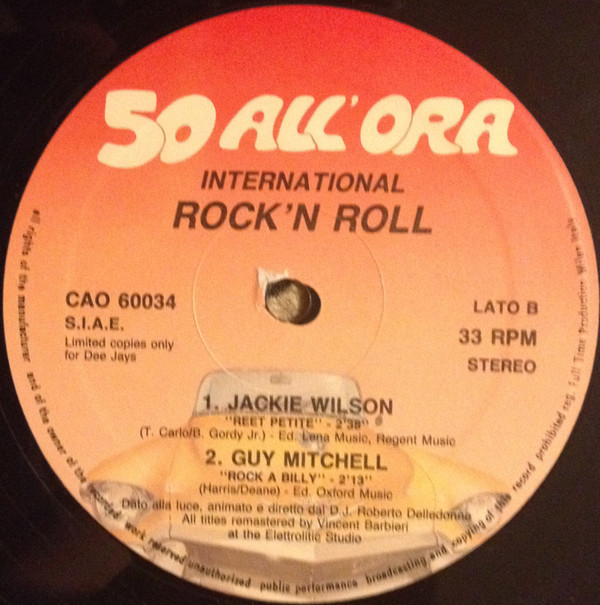 50 ALL'ORA
INTERNATIONAL
ROCK'N ROLL
CAO 60034
S.I.A.E.
Limited copies only
for Dee Jays
LATO B
33 RPM
STEREO
1. JACKIE WILSON
"REET PETITE" - 2'38"
(T. Carlo/B. Gordy Jr.) - Ed. Lena Music, Regent Music
2. GUY MITCHELL
"ROCK A BILLY" - 2'13"
(Harris/Deane) - Ed. Oxford Music
Dato alla luce, animato e diretto dal D.J. Roberto Delledonne
All titles remastered by Vincent Barbieri
at the Elettrolitic Studio
all rights of the manufacturer and of the owner of the recorded work reserved unauthorized public performance broadcasting and copying of this record prohibited reg. Full Time Production Milan Italy